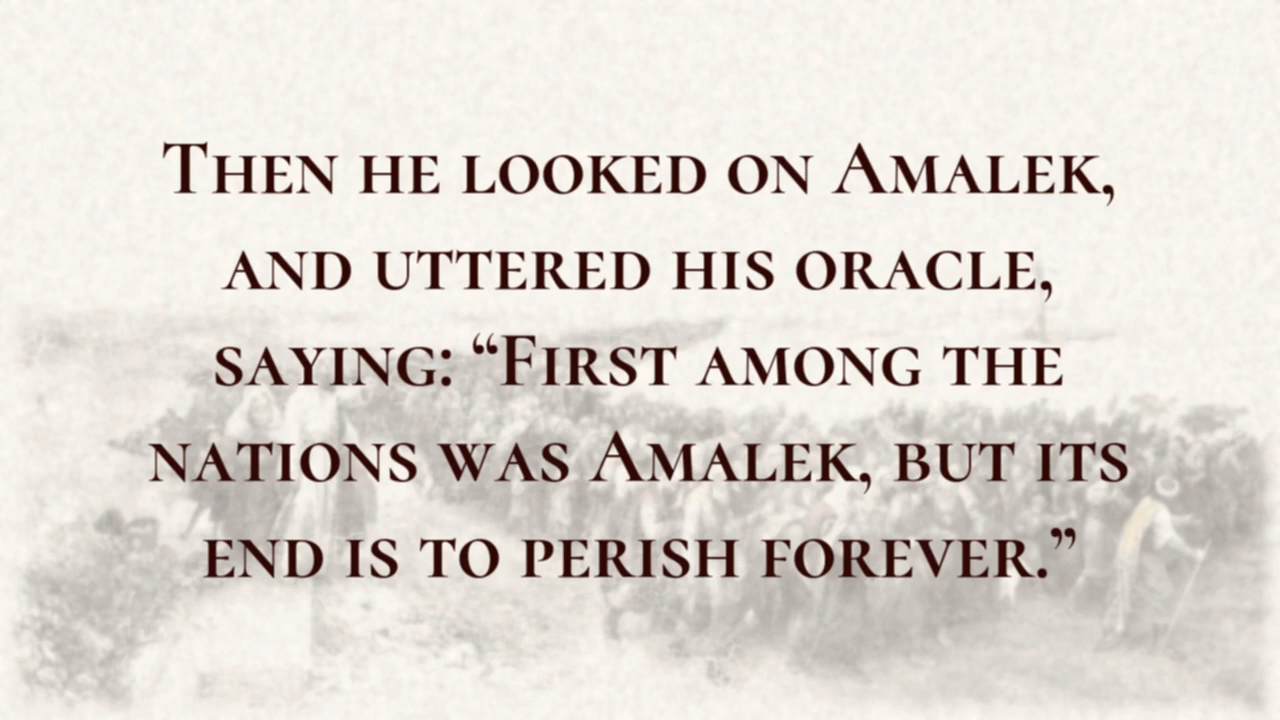 Then he looked on Amalek,
and uttered his oracle,
saying: “First among the
nations was Amalek, but its
end is to perish forever.”